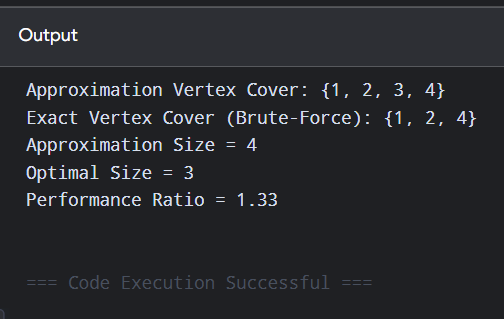 Output
Approximation Vertex Cover: {1, 2, 3, 4}
Exact Vertex Cover (Brute-Force): {1, 2, 4}
Approximation Size = 4
Optimal Size = 3
Performance Ratio = 1.33
=== Code Execution Successful ===